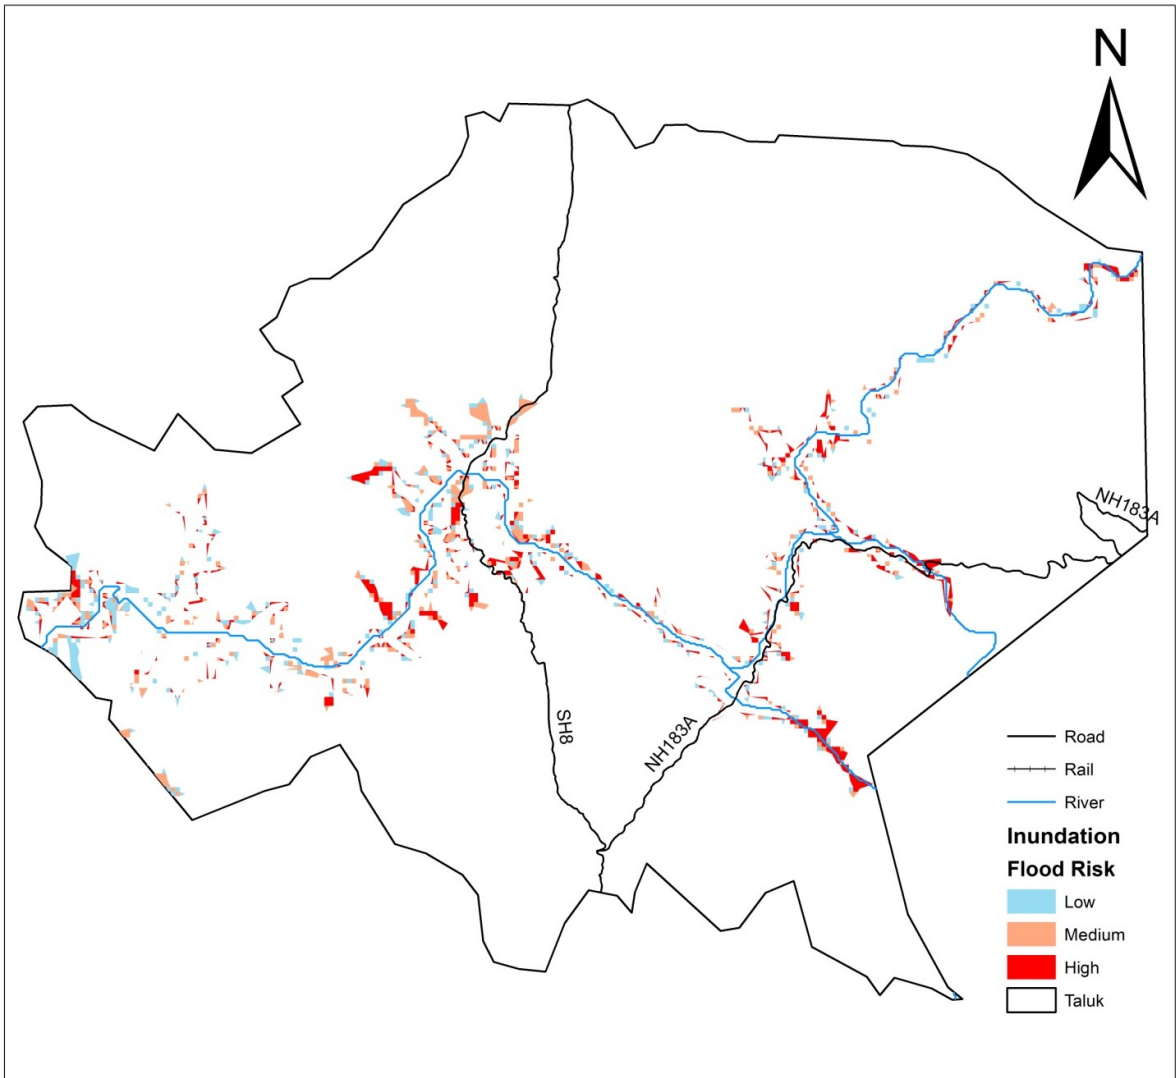 N
NH183A
SH8
NH183A
Road
Rail
River
Inundation
Flood Risk
Low
Medium
High
Taluk